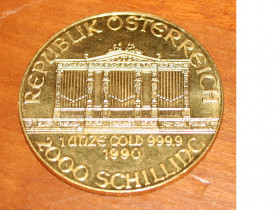 REPUBLIK ÖSTERREICH
1 UNZE GOLD 999.9
1990
2000 SCHILLING